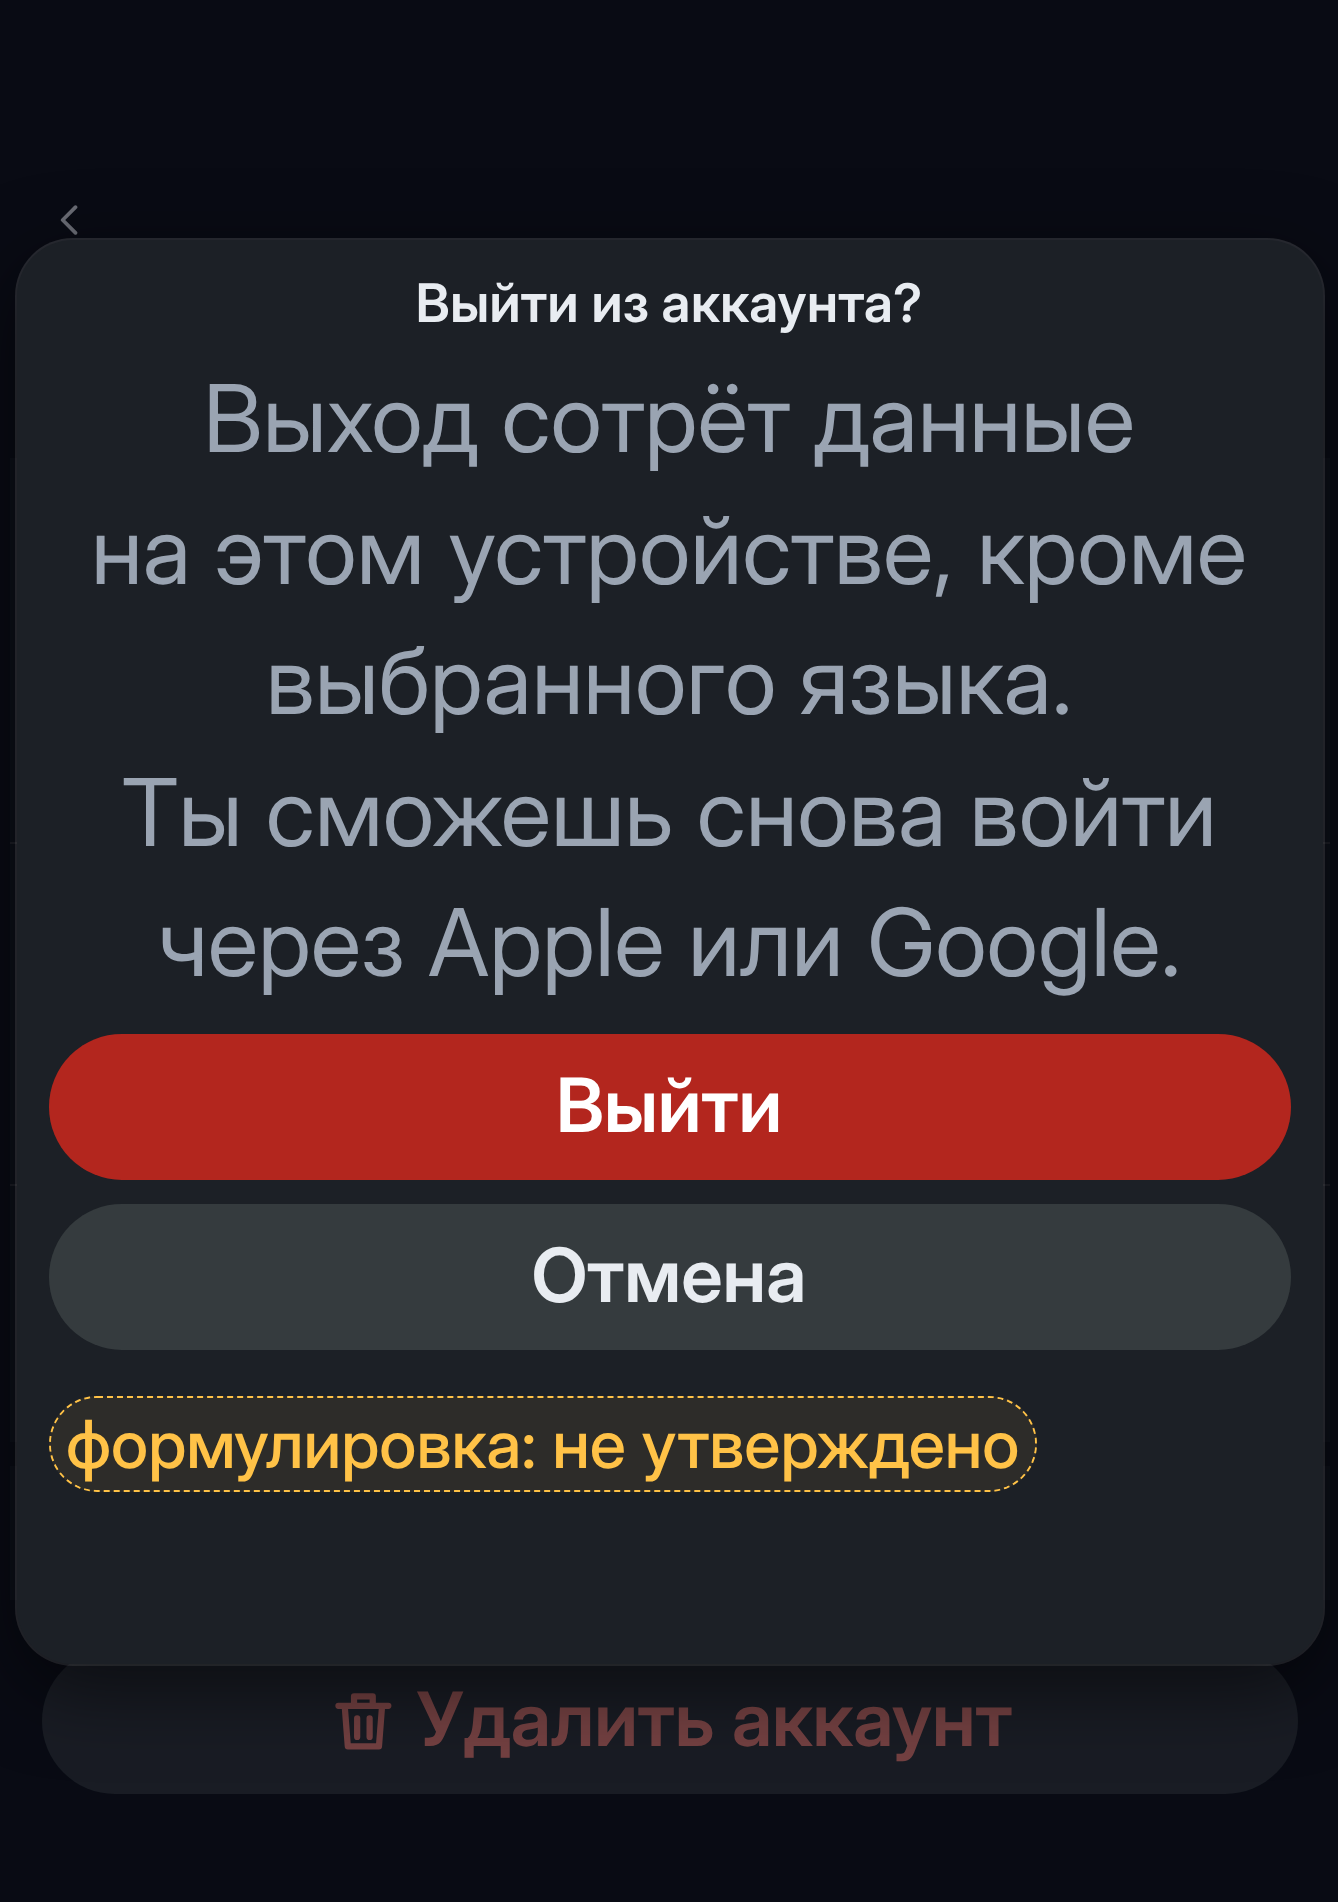 Выйти из аккаунта?
Выход сотрёт данные
на этом устройстве, кроме
выбранного языка.
Ты сможешь снова войти
через Apple или Google.
Выйти
Отмена
формулировка: не утверждено
Удалить аккаунт